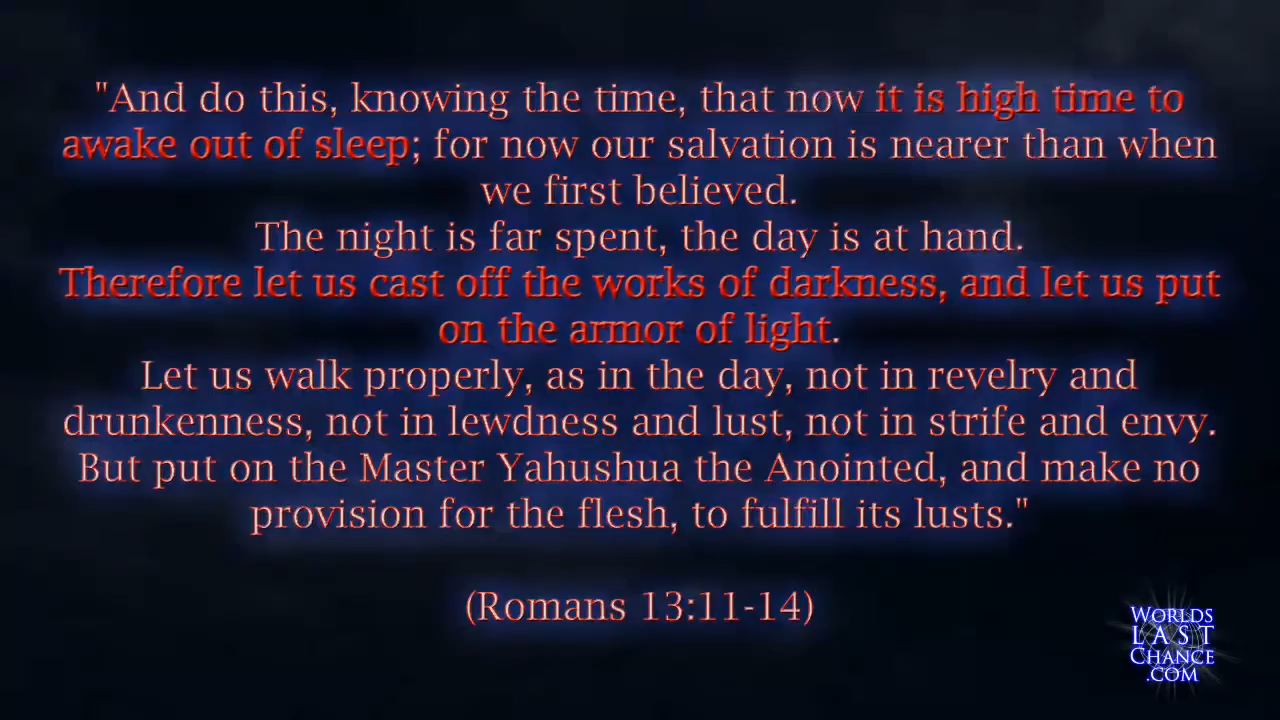 "And do this, knowing the time, that now it is high time to
awake out of sleep; for now our salvation is nearer than when
we first believed.
The night is far spent, the day is at hand.
Therefore let us cast off the works of darkness, and let us put
on the armor of light.
Let us walk properly, as in the day, not in revelry and
drunkenness, not in lewdness and lust, not in strife and envy.
But put on the Master Yahushua the Anointed, and make no
provision for the flesh, to fulfill its lusts."
(Romans 13:11-14)
WORLDS
LAST
CHANCE
.COM